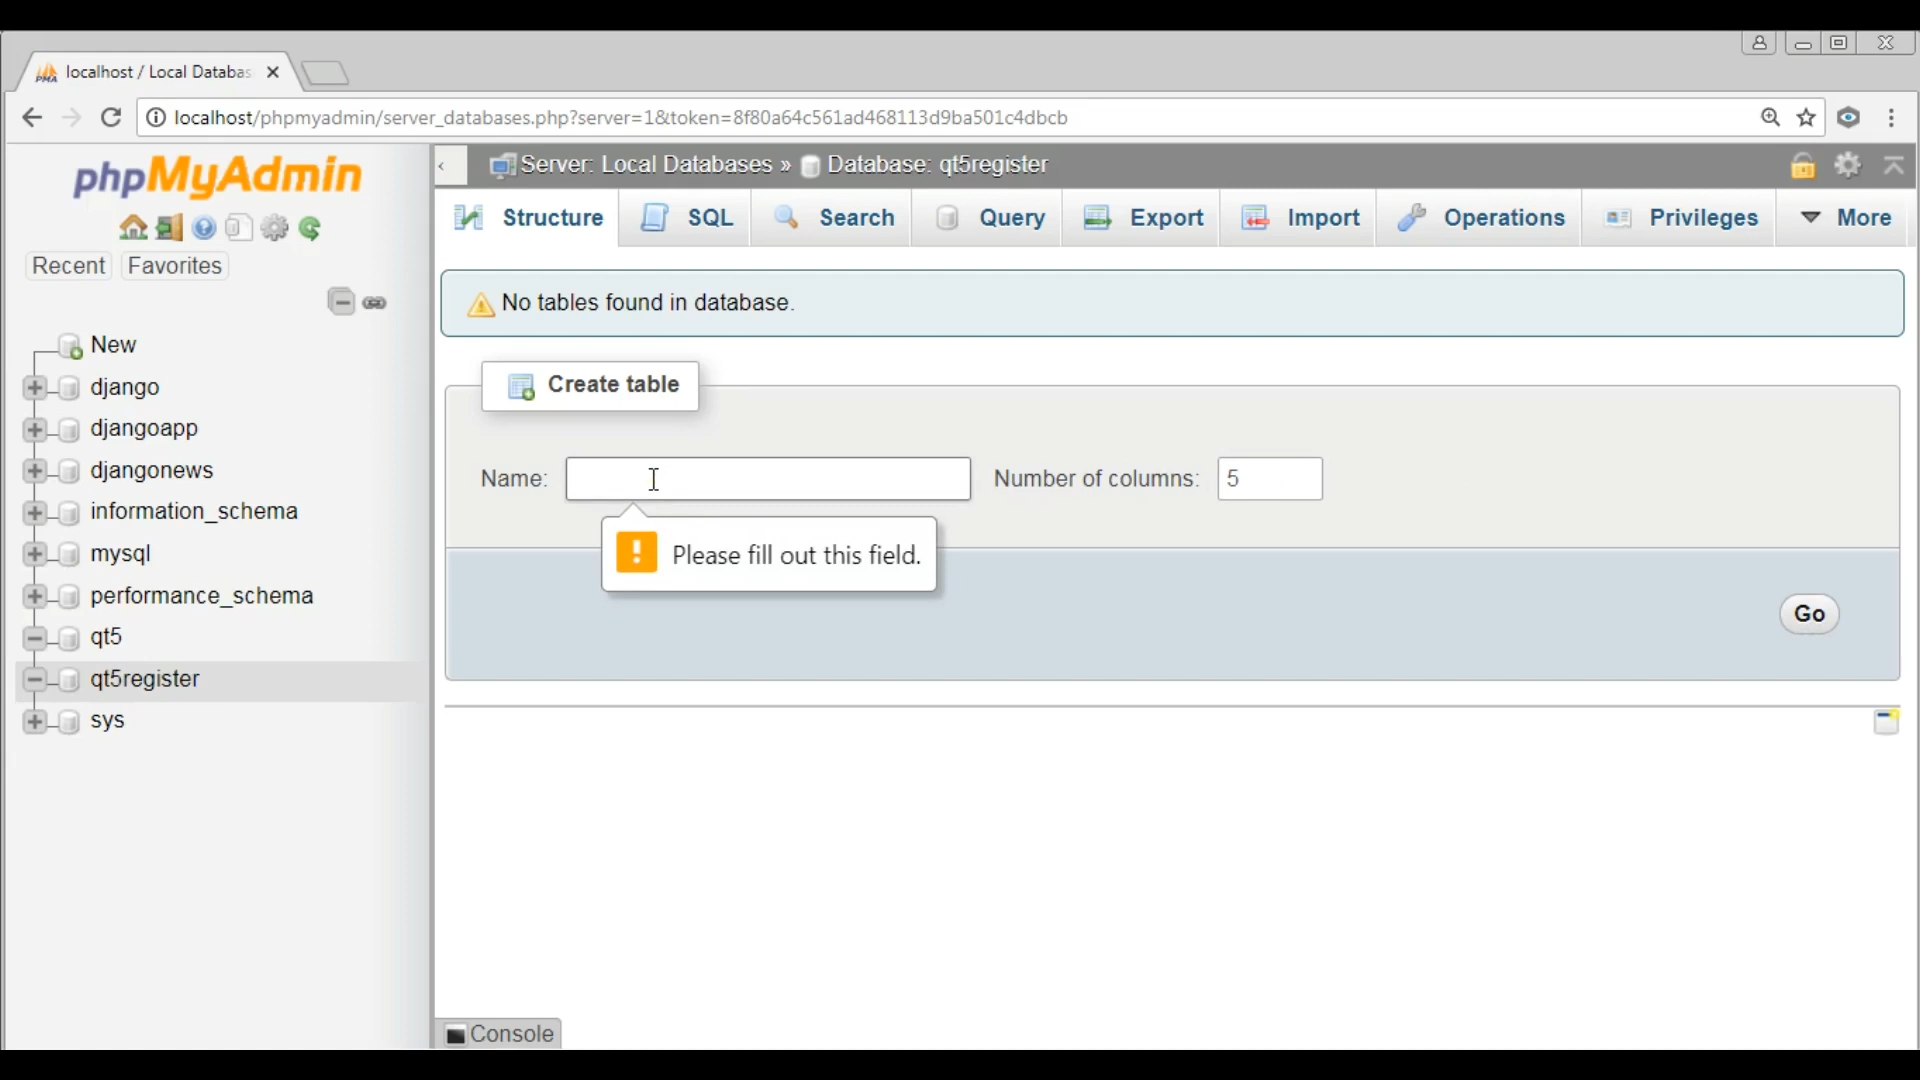 localhost / Local Databas
localhost/phpmyadmin/server_databases.php?server=1&token=8f80a64c561ad468113d9ba501c4dbcb
phpMyAdmin
Recent Favorites
New
django
djangoapp
djangonews
information_schema
mysql
performance_schema
qt5
qt5register
sys
Server: Local Databases » Database: qt5register
Structure SQL Search Query Export Import Operations Privileges More
No tables found in database.
Create table
Name: Number of columns: 5
Please fill out this field.
Go
Console